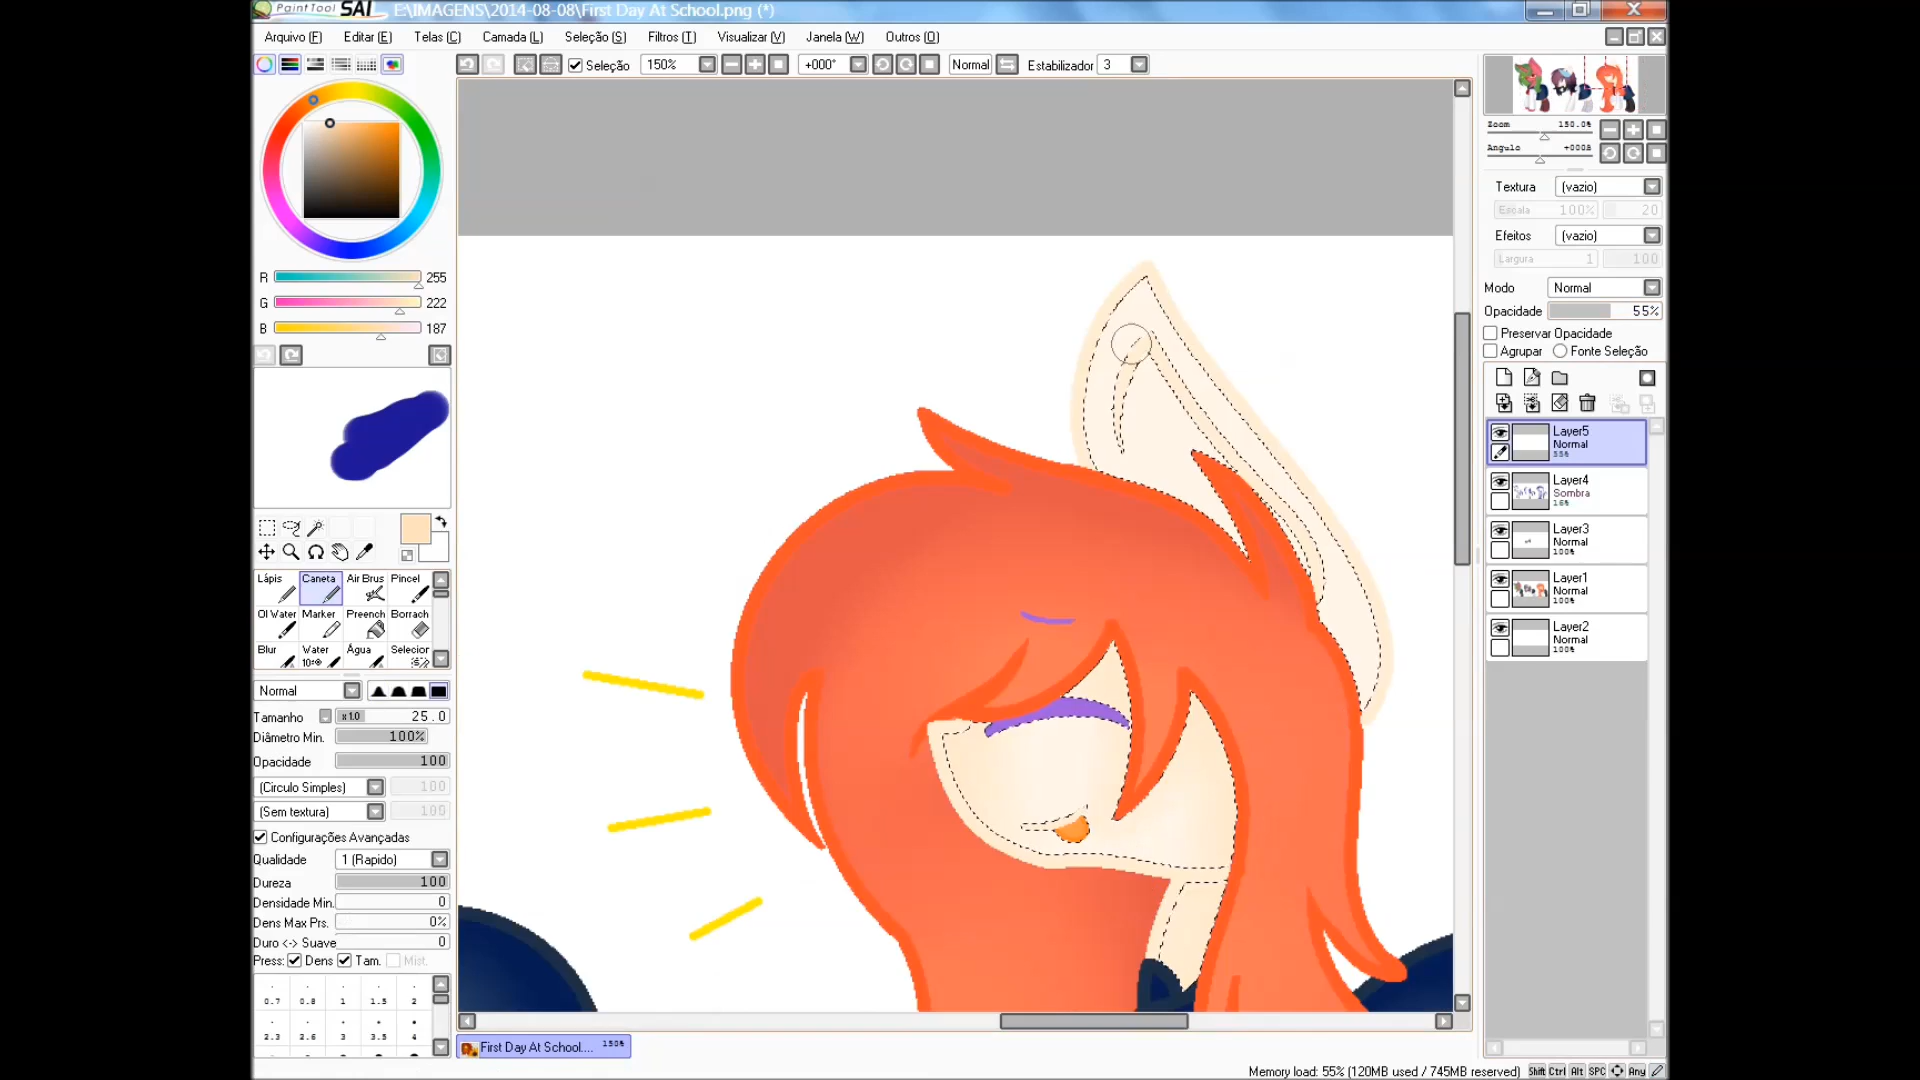 PaintTool SAI E:\IMAGENS\2014-08-08\First Day At School.png (*)
Arquivo (F) Editar (E) Telas (C) Camada (L) Seleção (S) Filtros (T) Visualizar (V) Janela (W) Outros (O)
Seleção 150% +000° Normal Estabilizador 3
Zoom 150.0%
Angulo +000°
Textura (vazio)
Escala 100% 20
Efeitos (vazio)
Largura 1 100
Modo Normal
Opacidade 55%
Preservar Opacidade
Agrupar Fonte Seleção
Layer5
Normal
55%
Layer4
Sombra
16%
Layer3
Normal
100%
Layer1
Normal
100%
Layer2
Normal
100%
R 255
G 222
B 187
Lápis Caneta Air Brus Pincel
Ol Water Marker Preench Borrach
Blur Water Água Selecior
Normal
Tamanho x1.0 25.0
Diâmetro Min. 100%
Opacidade 100
(Circulo Simples) 100
(Sem textura) 100
Configurações Avançadas
Qualidade 1 (Rapido)
Dureza 100
Densidade Min. 0
Dens Max Prs. 0%
Duro <-> Suave 0
Press: Dens Tam. Mist.
0.7 0.8 1 1.5 2
2.3 2.6 3 3.5 4
First Day At School.... 150%
Memory load: 55% (120MB used / 745MB reserved) Shift Ctrl Alt SPC Any